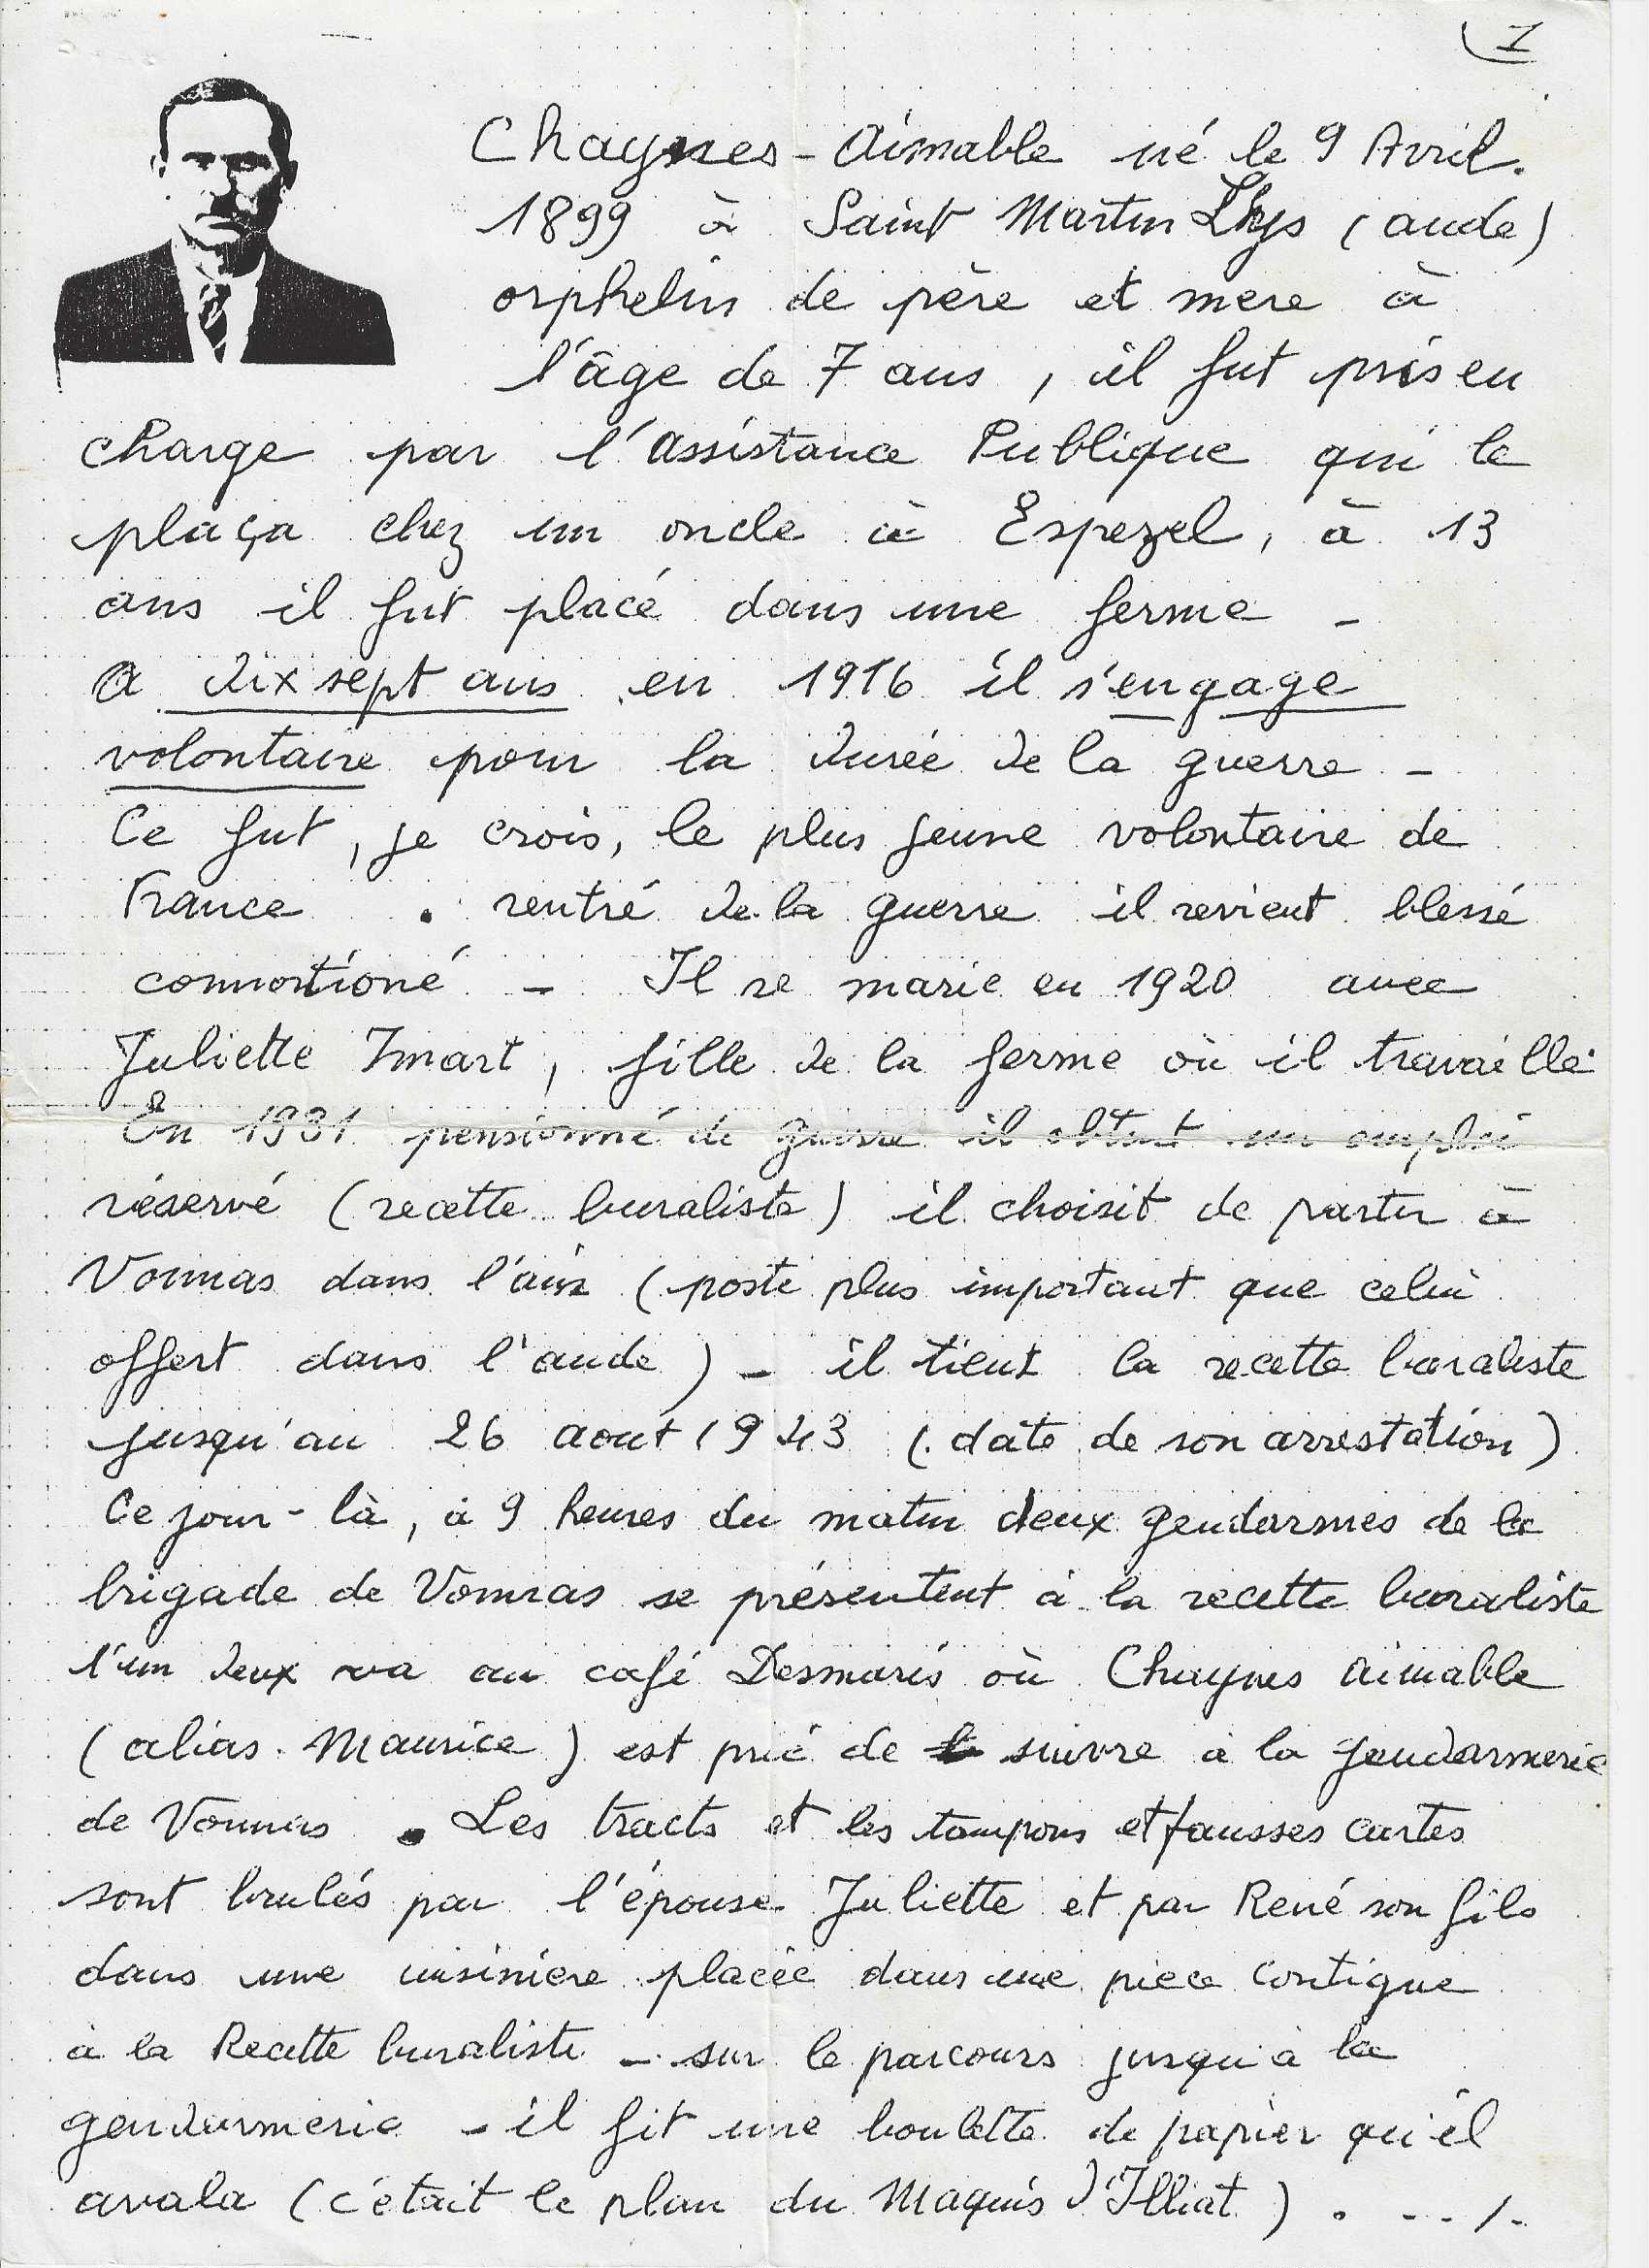 1
Chaynes - Aimable né le 9 Avril.
1899 à Saint Martin Lys (aude)
orphelin de père et mere à
l'âge de 7 ans, il fut pris en
charge par l'assistance Publique qui le
plaça chez un oncle à Espezel, à 13
ans il fut placé dans une ferme -
A dix sept ans en 1916 il s'engage
volontaire pour la durée de la guerre -
Ce fut, je crois, le plus jeune volontaire de
France . rentré de la guerre il revient blessé
commotioné - Il se marie en 1920 avec
Juliette Imart, fille de la ferme où il travaille
En 1931 pensionné de guerre il obtint un emploi
réservé (recette buraliste) il choisit de partir à
Vonnas dans l'ain (poste plus important que celui
offert dans l'aude) - il tient la recette buraliste
jusqu'au 26 aout 1943 (date de son arrestation)
Ce jour-là, à 9 heures du matin deux gendarmes de la
brigade de Vonnas se présentent à la recette buraliste
l'un deux va au café Desmaris où Chaynes aimable
(alias Maurice) est prié de suivre à la gendarmerie
de Vonnas . Les tracts et les tampons et fausses cartes
sont brulés par l'épouse Juliette et par René son fils
dans une cuisiniere placée dans une piece contigue
à la Recette buraliste - sur le parcours jusqu'à la
gendarmerie - il fit une boulette de papier qu'il
avala (c'était le plan du Maquis d'Illiat) . - - . / -